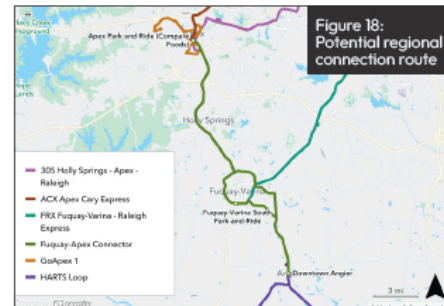 Figure 18:
Potential regional
connection route
Apex Park-and-Ride (Compare
Foods)
Holly Springs
305 Holly Springs - Apex -
Raleigh
ACX Apex Cary Express
FRX Fuquay-Varina - Raleigh
Express
Fuquay-Apex Connector
GoApex 1
HARTS Loop
Fuquay-Varina
Fuquay-Varina South
Park-and-Ride
Downtown Angier
3 mi